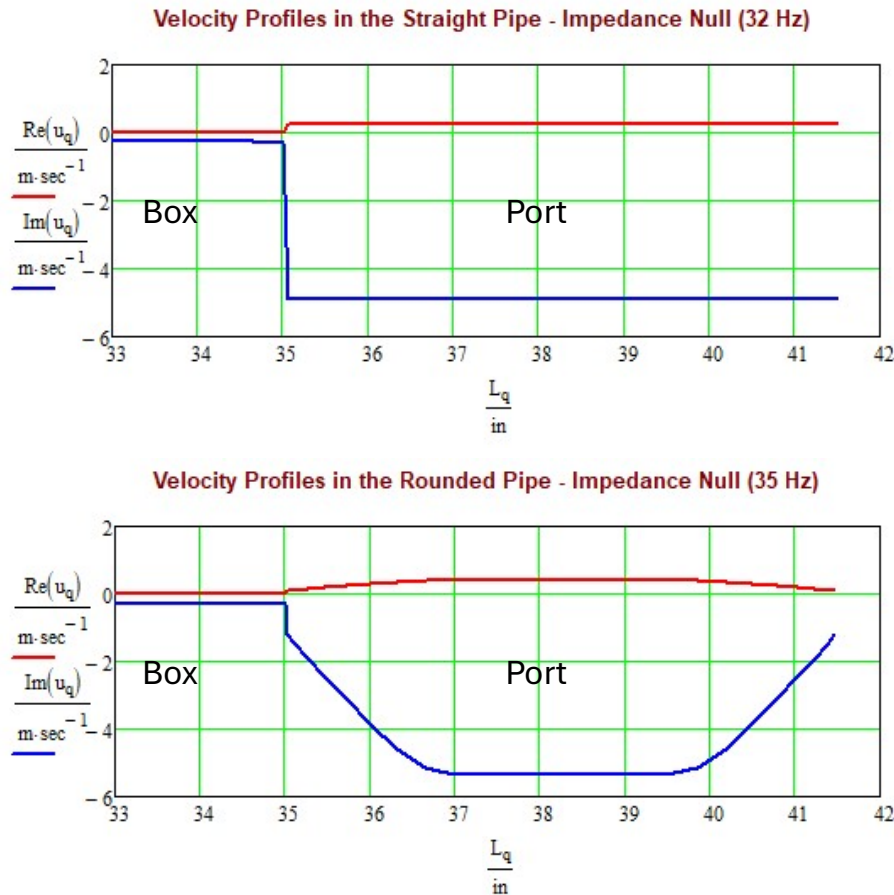 Velocity Profiles in the Straight Pipe - Impedance Null (32 Hz)
2
Re(u_q)
0
m·sec⁻¹
−2
Box
Port
Im(u_q)
m·sec⁻¹
−4
−6
33 34 35 36 37 38 39 40 41 42
L_q
in
Velocity Profiles in the Rounded Pipe - Impedance Null (35 Hz)
2
Re(u_q)
0
m·sec⁻¹
−2
Box
Port
Im(u_q)
m·sec⁻¹
−4
−6
33 34 35 36 37 38 39 40 41 42
L_q
in